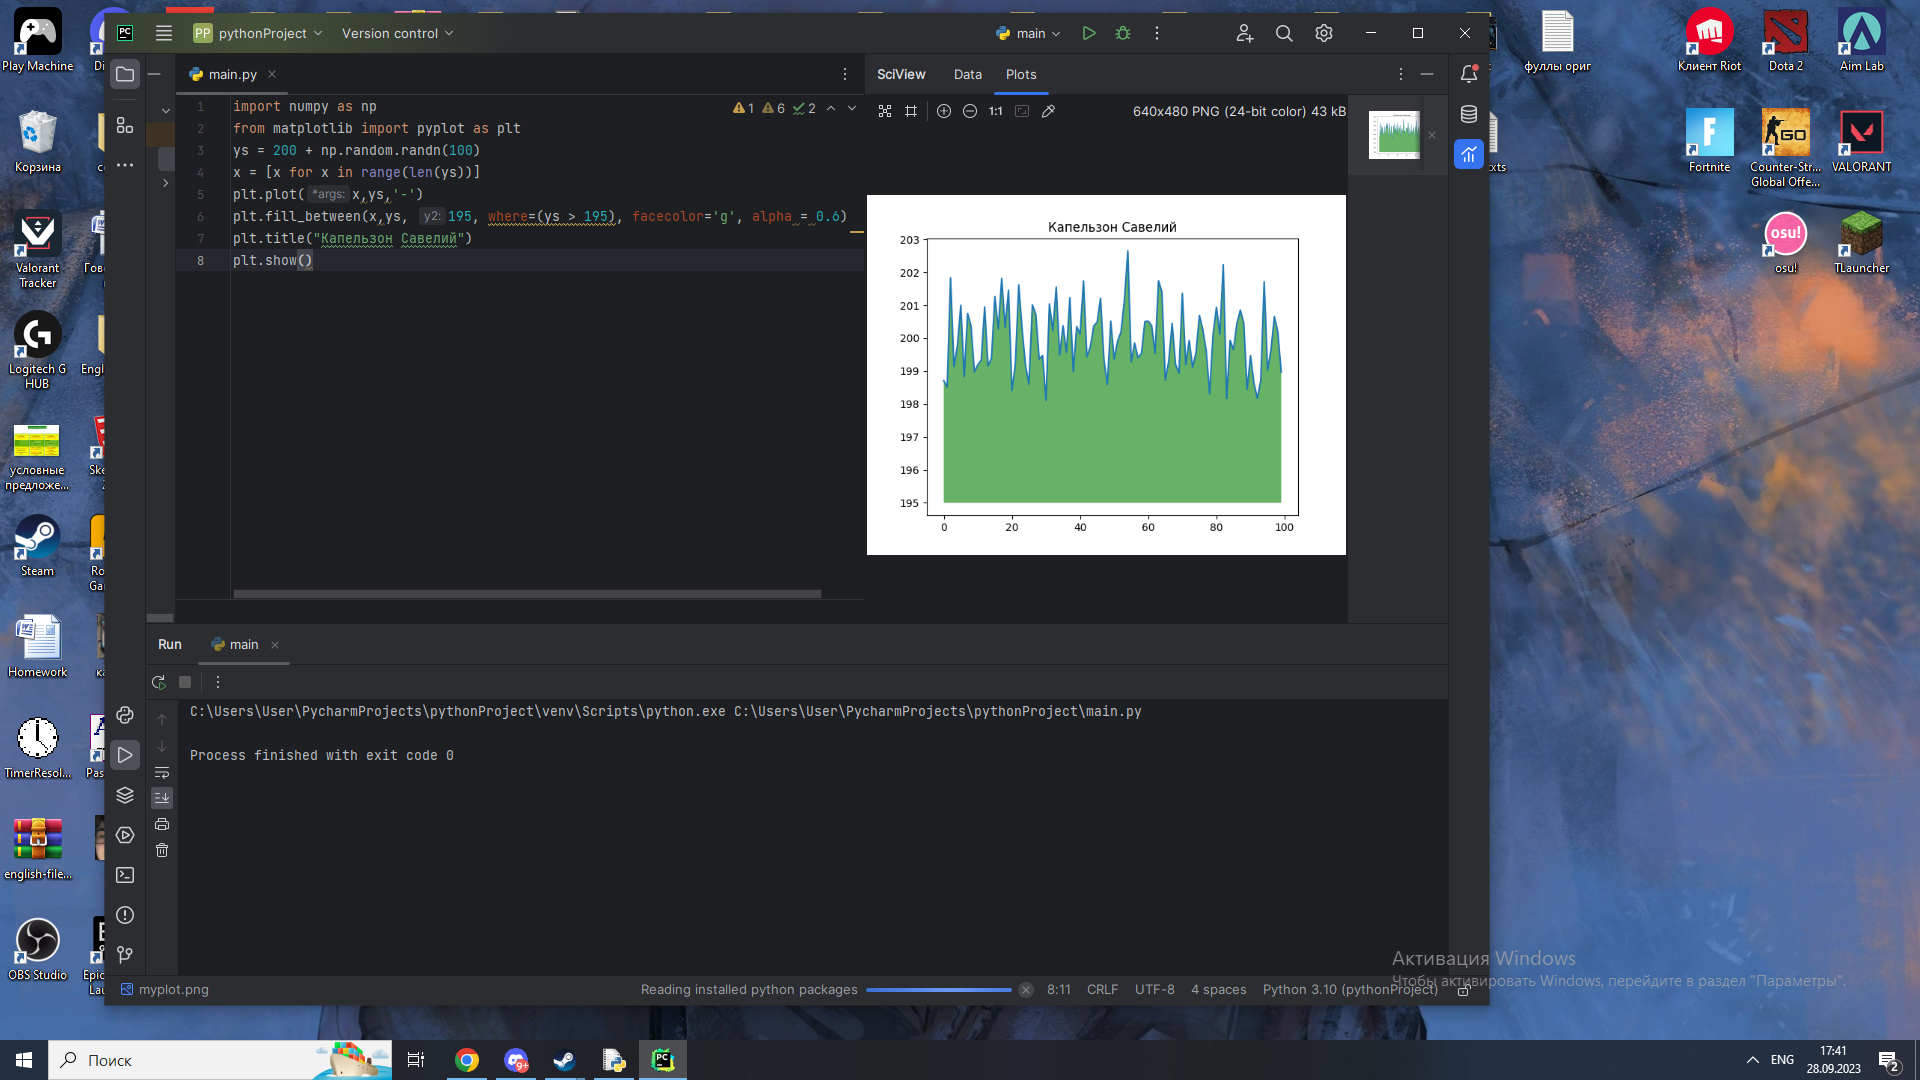 PP pythonProject
Version control
main
main.py
SciView
Data
Plots
1 import numpy as np
2 from matplotlib import pyplot as plt
3 ys = 200 + np.random.randn(100)
4 x = [x for x in range(len(ys))]
5 plt.plot( *args: x,ys,'-')
6 plt.fill_between(x,ys, y2: 195, where=(ys > 195), facecolor='g', alpha = 0.6)
7 plt.title("Капельзон Савелий")
8 plt.show()
1 6 2
1:1
640x480 PNG (24-bit color) 43 kB
Капельзон Савелий
203
202
201
200
199
198
197
196
195
0 20 40 60 80 100
Run
main
C:\Users\User\PycharmProjects\pythonProject\venv\Scripts\python.exe C:\Users\User\PycharmProjects\pythonProject\main.py
Process finished with exit code 0
myplot.png
Reading installed python packages
8:11 CRLF UTF-8 4 spaces Python 3.10 (pythonProject)
Активация Windows
Чтобы активировать Windows, перейдите в раздел "Параметры".
Play Machine
Корзина
Valorant
Tracker
Logitech G
HUB
условные
предложе...
Steam
Homework
TimerResol...
english-file...
OBS Studio
фуллы ориг
Клиент Riot
Dota 2
Aim Lab
Fortnite
Counter-Str...
Global Offe...
VALORANT
osu!
osu!
TLauncher
Поиск
9+
ENG
17:41
28.09.2023
2